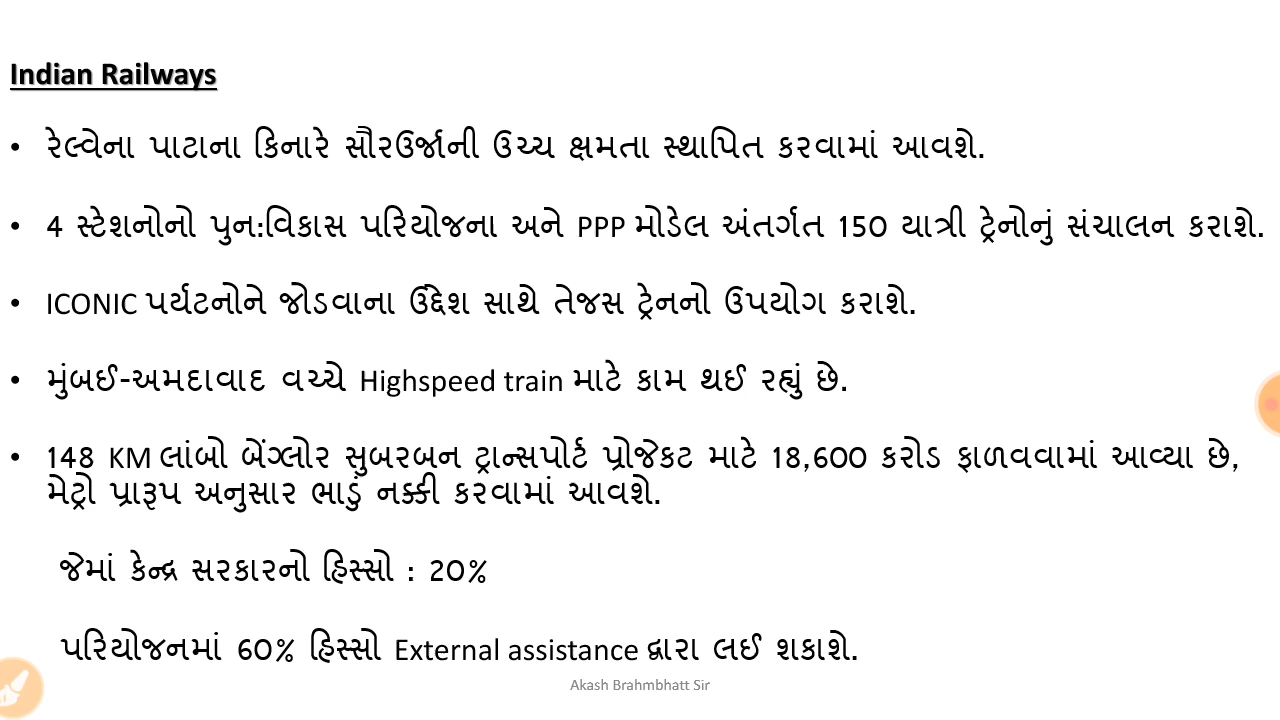 Indian Railways
• રેલ્વેના પાટાના કિનારે સૌરઉર્જાની ઉચ્ચ ક્ષમતા સ્થાપિત કરવામાં આવશે.
• 4 સ્ટેશનોનો પુન:વિકાસ પરિયોજના અને PPP મોડેલ અંતર્ગત 150 યાત્રી ટ્રેનોનું સંચાલન કરાશે.
• ICONIC પર્યટનોને જોડવાના ઉદ્દેશ સાથે તેજસ ટ્રેનનો ઉપયોગ કરાશે.
• મુંબઈ-અમદાવાદ વચ્ચે Highspeed train માટે કામ થઈ રહ્યું છે.
• 148 KM લાંબો બેંગ્લોર સુબરબન ટ્રાન્સપોર્ટ પ્રોજેકટ માટે 18,600 કરોડ ફાળવવામાં આવ્યા છે,
મેટ્રો પ્રારૂપ અનુસાર ભાડું નક્કી કરવામાં આવશે.
જેમાં કેન્દ્ર સરકારનો હિસ્સો : 20%
પરિયોજનમાં 60% હિસ્સો External assistance દ્વારા લઈ શકાશે.
Akash Brahmbhatt Sir